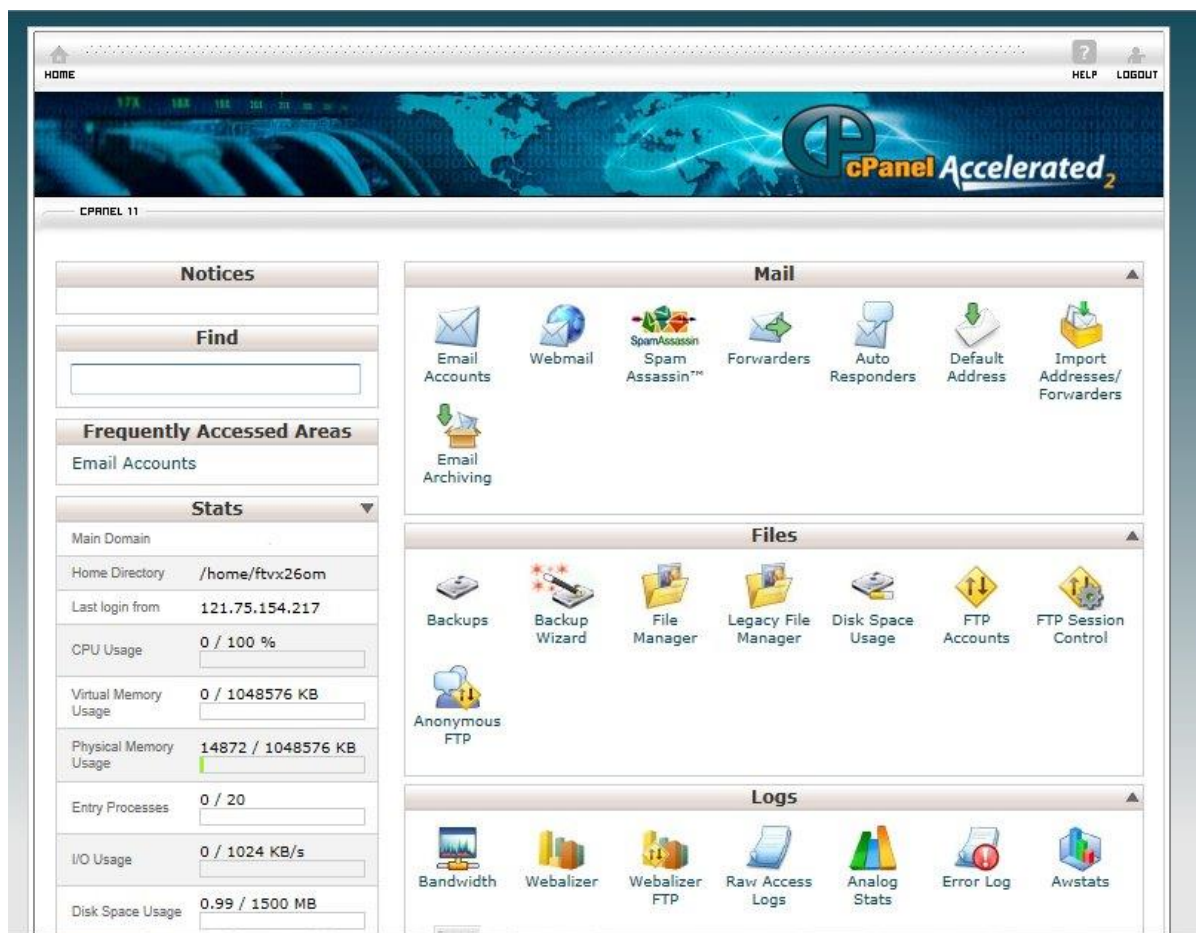 HOME
HELP LOGOUT
17X 18X 19X 20X 21X
cPanel Accelerated2
CPANEL 11
Notices
Find
Frequently Accessed Areas
Email Accounts
Stats
Main Domain
Home Directory /home/ftvx26om
Last login from 121.75.154.217
CPU Usage 0 / 100 %
Virtual Memory Usage 0 / 1048576 KB
Physical Memory Usage 14872 / 1048576 KB
Entry Processes 0 / 20
I/O Usage 0 / 1024 KB/s
Disk Space Usage 0.99 / 1500 MB
Mail
Email Accounts
Webmail
SpamAssassin
Spam Assassin™
Forwarders
Auto Responders
Default Address
Import Addresses/ Forwarders
Email Archiving
Files
Backups
Backup Wizard
File Manager
Legacy File Manager
Disk Space Usage
FTP Accounts
FTP Session Control
Anonymous FTP
Logs
Bandwidth
Webalizer
Webalizer FTP
Raw Access Logs
Analog Stats
Error Log
Awstats